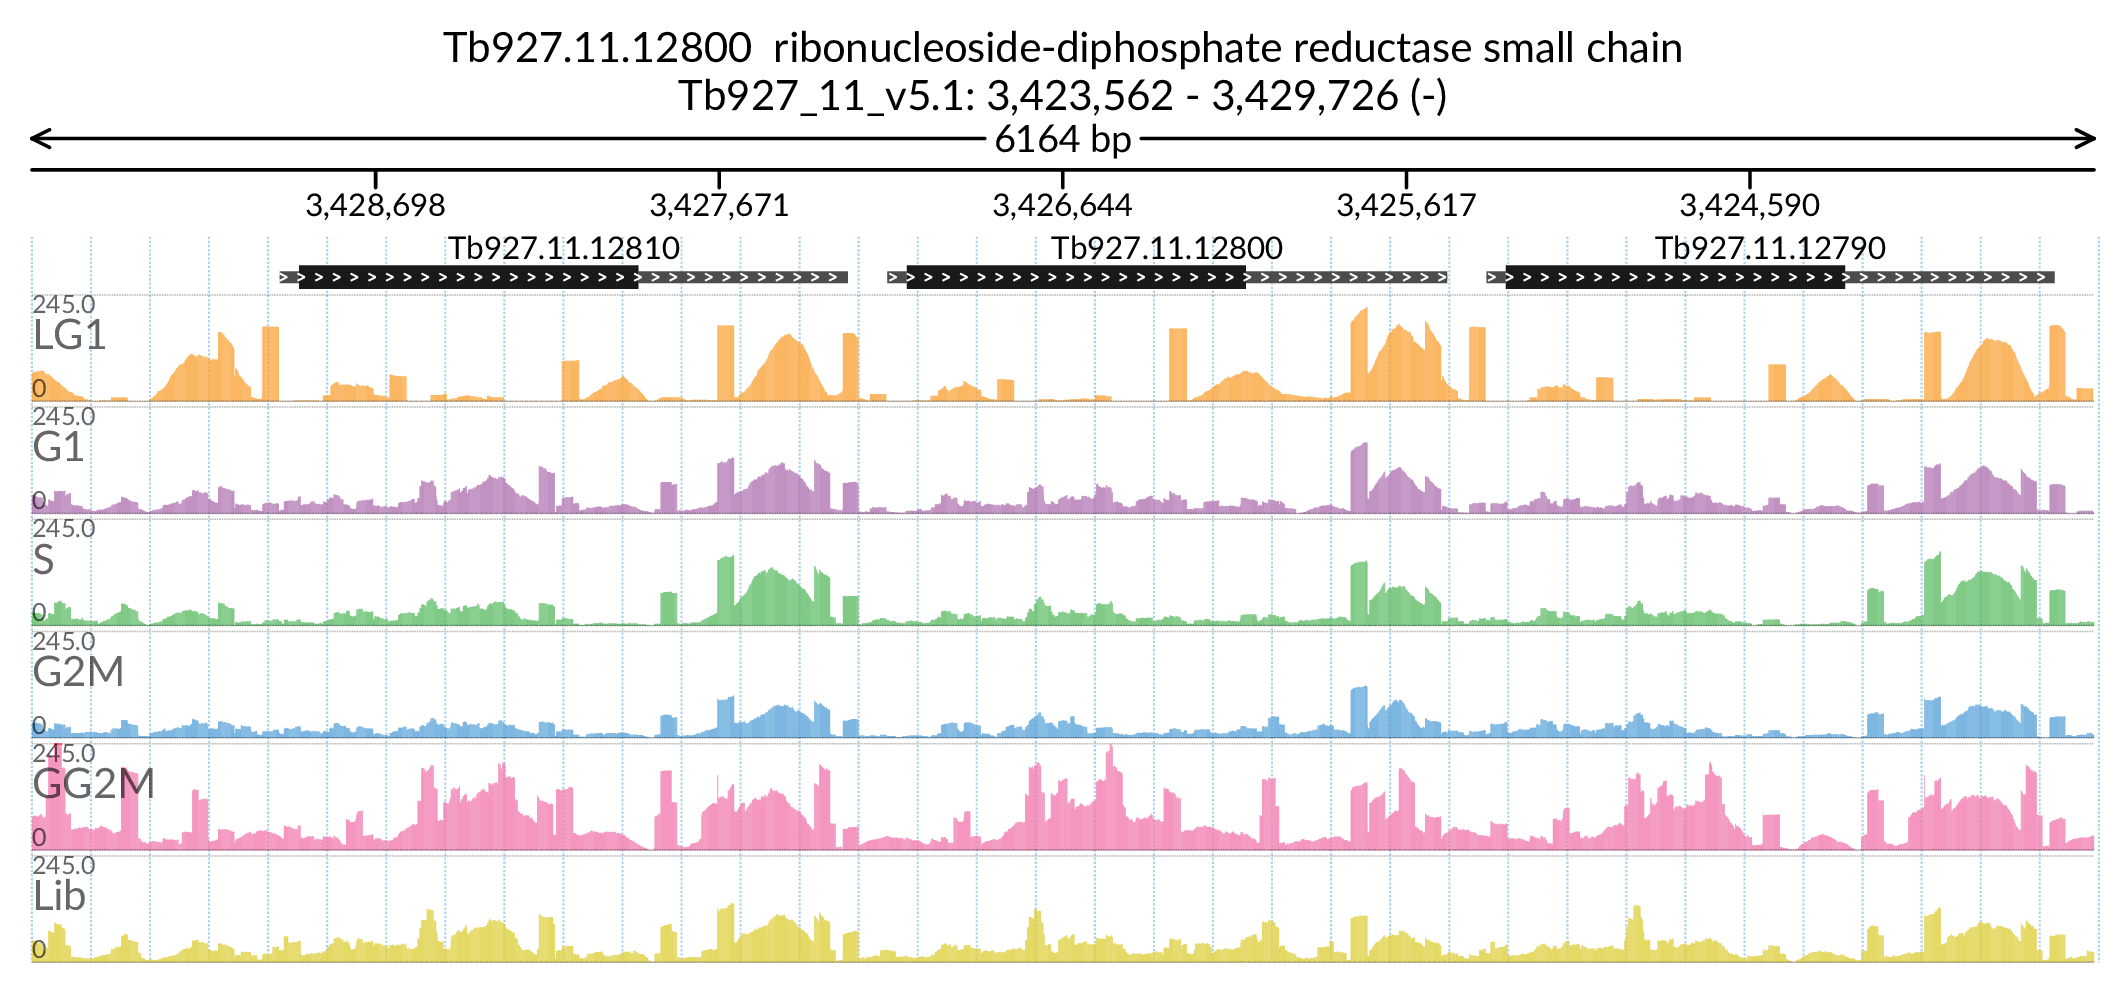 Tb927.11.12800 ribonucleoside-diphosphate reductase small chain
Tb927_11_v5.1: 3,423,562 - 3,429,726 (-)
6164 bp
3,428,698 3,427,671 3,426,644 3,425,617 3,424,590
Tb927.11.12810 Tb927.11.12800 Tb927.11.12790
245.0
LG1
0
245.0
G1
0
245.0
S
0
245.0
G2M
0
245.0
GG2M
0
245.0
Lib
0